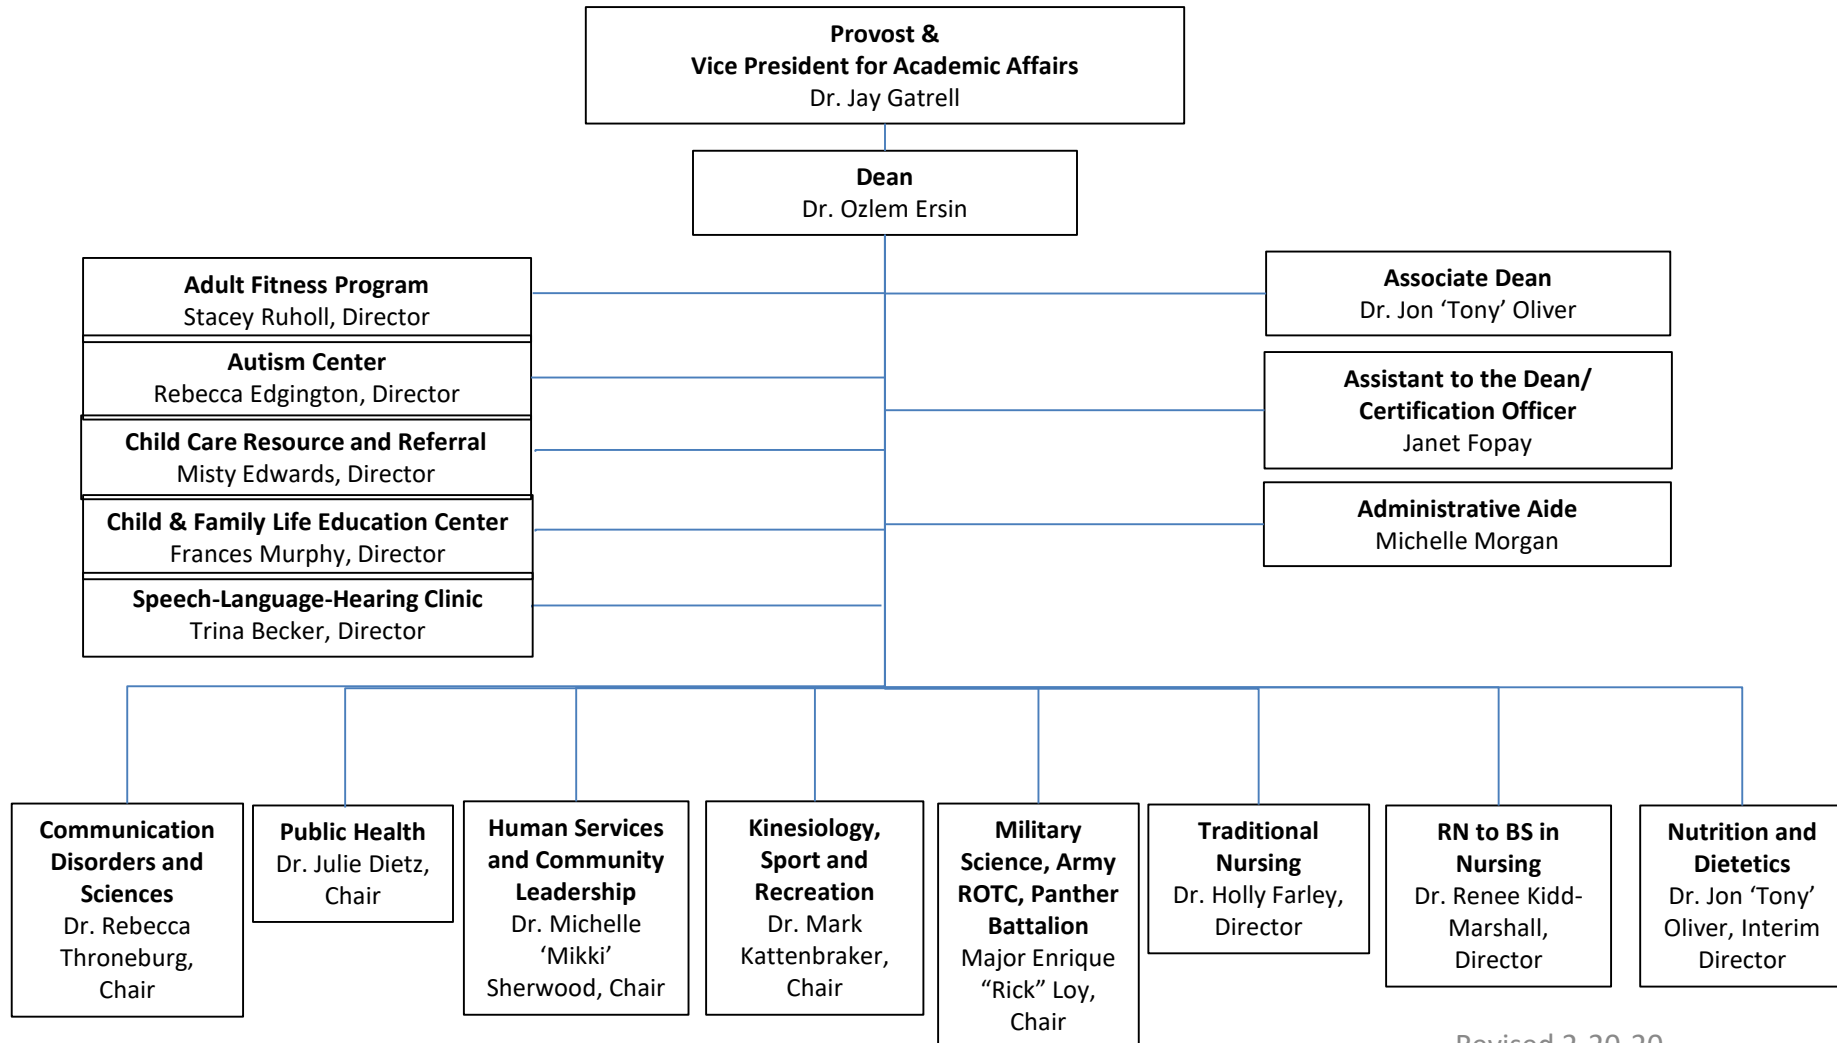 Provost &
Vice President for Academic Affairs
Dr. Jay Gatrell
Dean
Dr. Ozlem Ersin
Adult Fitness Program
Stacey Ruholl, Director
Autism Center
Rebecca Edgington, Director
Child Care Resource and Referral
Misty Edwards, Director
Child & Family Life Education Center
Frances Murphy, Director
Speech-Language-Hearing Clinic
Trina Becker, Director
Associate Dean
Dr. Jon ‘Tony’ Oliver
Assistant to the Dean/
Certification Officer
Janet Fopay
Administrative Aide
Michelle Morgan
Communication
Disorders and
Sciences
Dr. Rebecca
Throneburg,
Chair
Public Health
Dr. Julie Dietz,
Chair
Human Services
and Community
Leadership
Dr. Michelle
‘Mikki’
Sherwood, Chair
Kinesiology,
Sport and
Recreation
Dr. Mark
Kattenbraker,
Chair
Military
Science, Army
ROTC, Panther
Battalion
Major Enrique
“Rick” Loy,
Chair
Traditional
Nursing
Dr. Holly Farley,
Director
RN to BS in
Nursing
Dr. Renee Kidd-
Marshall,
Director
Nutrition and
Dietetics
Dr. Jon ‘Tony’
Oliver, Interim
Director
Revised 2-20-20